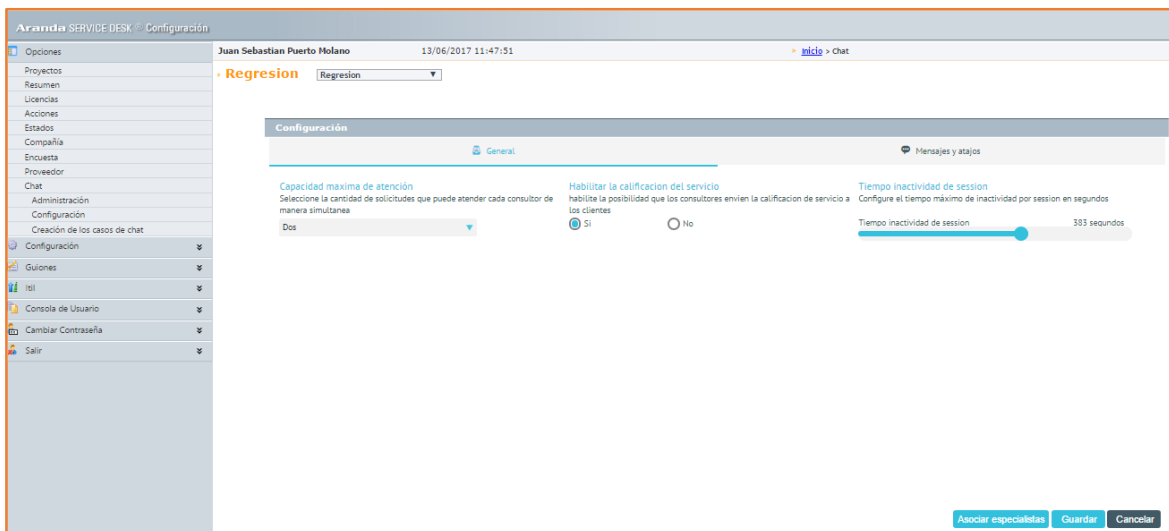 Aranda SERVICE DESK © Configuración
Opciones
Proyectos
Resumen
Licencias
Acciones
Estados
Compañía
Encuesta
Proveedor
Chat
Administración
Configuración
Creación de los casos de chat
Configuración
Guiones
Itil
Consola de Usuario
Cambiar Contraseña
Salir
Juan Sebastian Puerto Molano 13/06/2017 11:47:51 Inicio > Chat
Regresion Regresion
Configuración
General Mensajes y atajos
Capacidad maxima de atención
Seleccione la cantidad de solicitudes que puede atender cada consultor de
manera simultanea
Dos
Habilitar la calificacion del servicio
habilite la posibilidad que los consultores envien la calificacion de servicio a
los clientes
Si No
Tiempo inactividad de session
Configure el tiempo máximo de inactividad por session en segundos
Tiempo inactividad de session 383 segundos
Asociar especialistas Guardar Cancelar